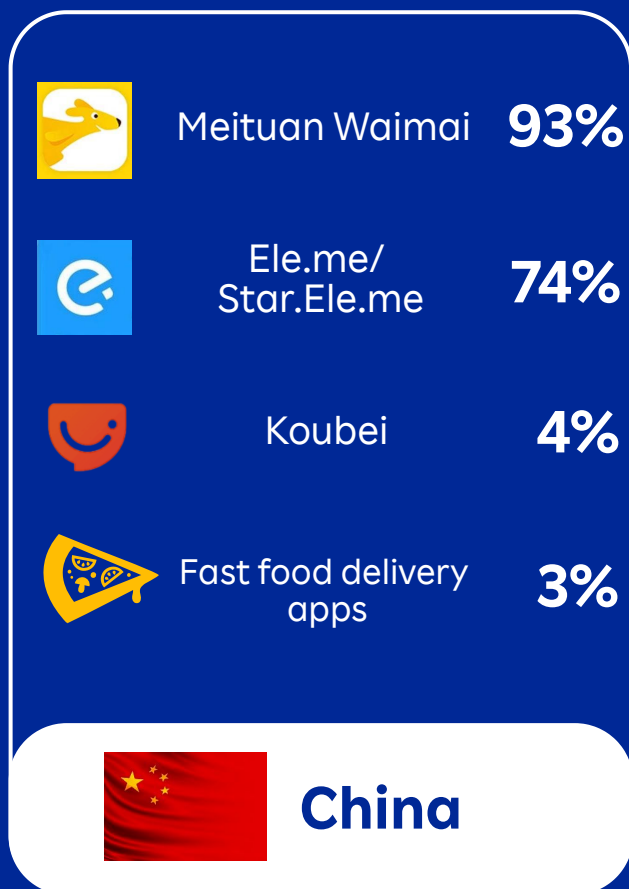 Meituan Waimai 93%
Ele.me/
Star.Ele.me 74%
Koubei 4%
Fast food delivery
apps 3%
China